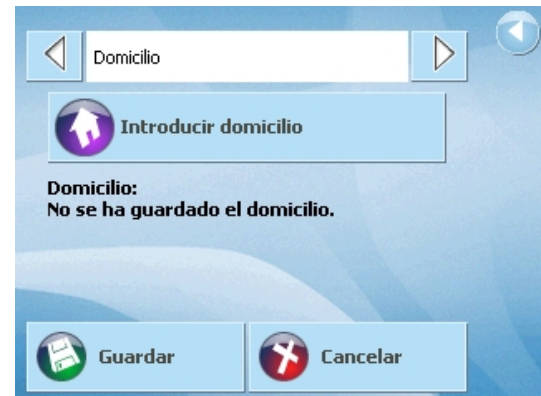 Domicilio
Introducir domicilio
Domicilio:
No se ha guardado el domicilio.
Guardar
Cancelar